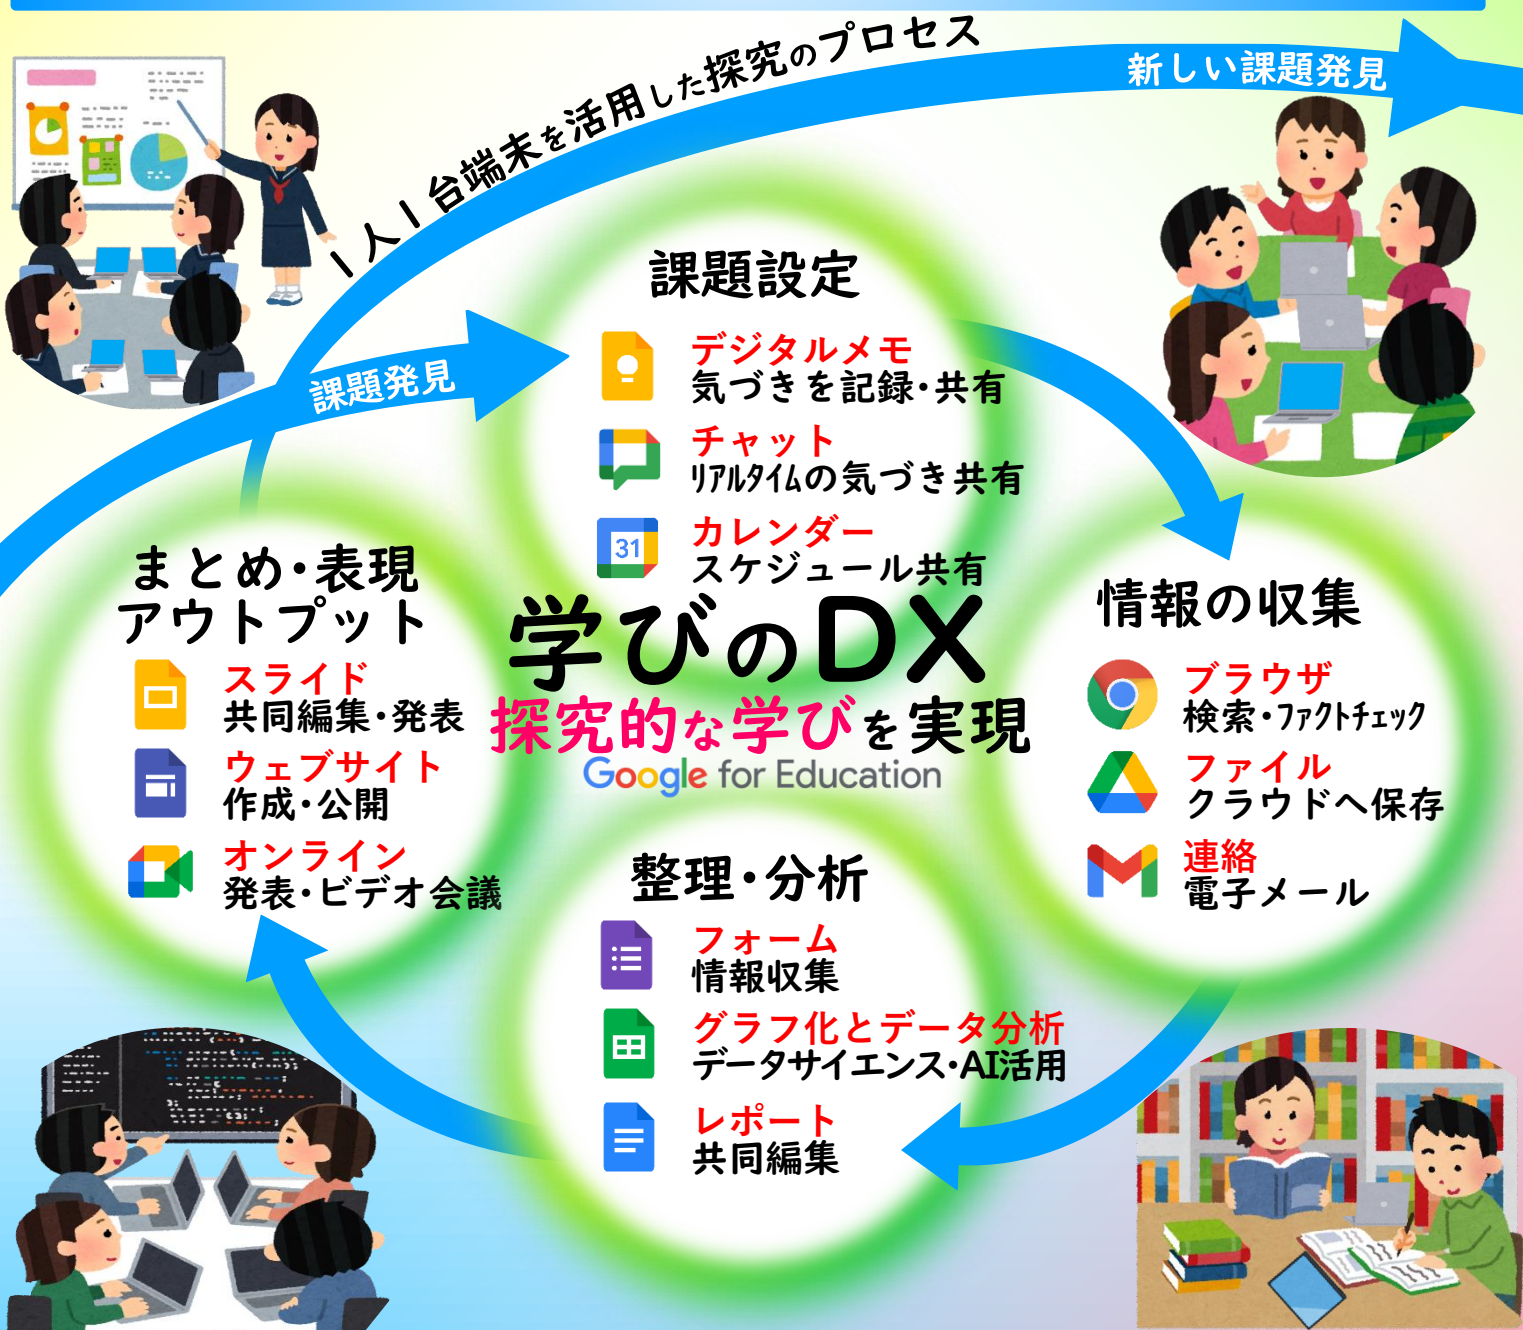 1人1台端末を活用した探究のプロセス
新しい課題発見
課題発見
課題設定
デジタルメモ
気づきを記録・共有
チャット
リアルタイムの気づき共有
31
カレンダー
スケジュール共有
学びのDX
探究的な学びを実現
Google for Education
情報の収集
ブラウザ
検索・ファクトチェック
ファイル
クラウドへ保存
連絡
電子メール
整理・分析
フォーム
情報収集
グラフ化とデータ分析
データサイエンス・AI活用
レポート
共同編集
まとめ・表現
アウトプット
スライド
共同編集・発表
ウェブサイト
作成・公開
オンライン
発表・ビデオ会議